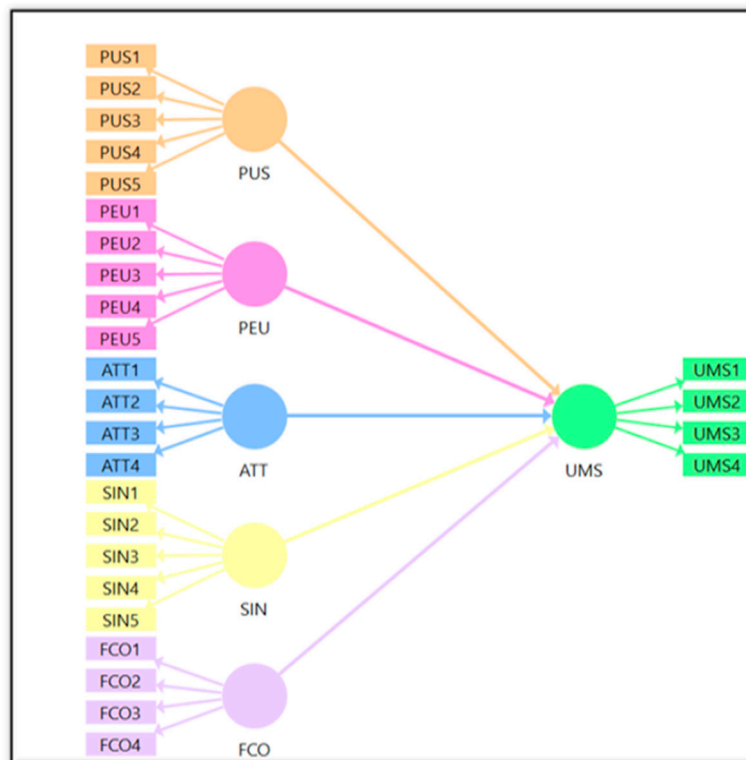 PUS1
PUS2
PUS3
PUS4
PUS5
PUS
PEU1
PEU2
PEU3
PEU4
PEU5
PEU
ATT1
ATT2
ATT3
ATT4
ATT
SIN1
SIN2
SIN3
SIN4
SIN5
SIN
FCO1
FCO2
FCO3
FCO4
FCO
UMS
UMS1
UMS2
UMS3
UMS4